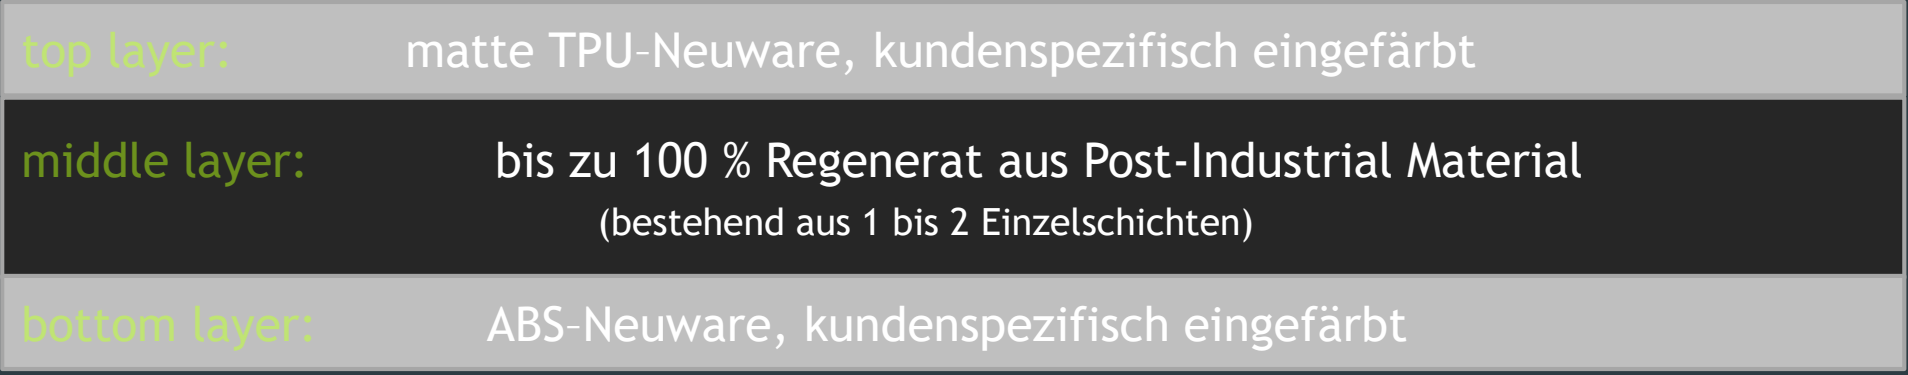 top layer: matte TPU–Neuware, kundenspezifisch eingefärbt
middle layer: bis zu 100 % Regenerat aus Post-Industrial Material
(bestehend aus 1 bis 2 Einzelschichten)
bottom layer: ABS–Neuware, kundenspezifisch eingefärbt